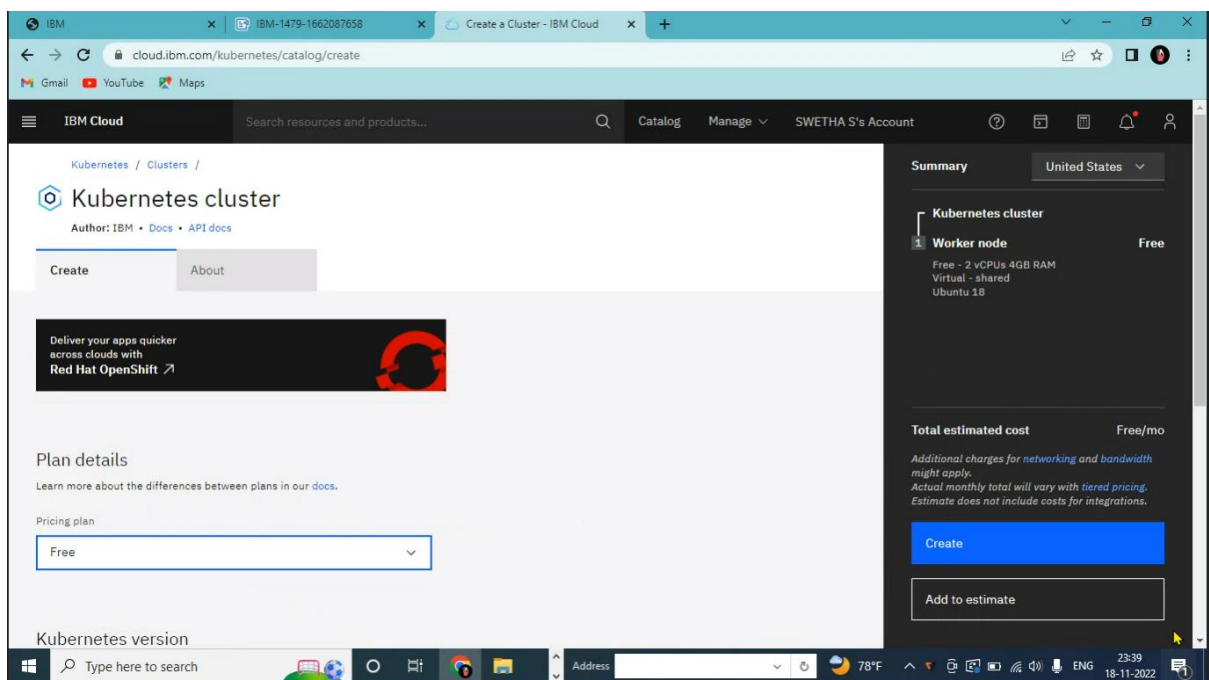 IBM
IBM-1479-1662087658
Create a Cluster - IBM Cloud
cloud.ibm.com/kubernetes/catalog/create
Gmail YouTube Maps
IBM Cloud Search resources and products... Catalog Manage SWETHA S's Account
Kubernetes / Clusters /
Kubernetes cluster
Author: IBM • Docs • API docs
Create About
Deliver your apps quicker
across clouds with
Red Hat OpenShift
Plan details
Learn more about the differences between plans in our docs.
Pricing plan
Free
Kubernetes version
Summary United States
Kubernetes cluster
1 Worker node Free
Free - 2 vCPUs 4GB RAM
Virtual - shared
Ubuntu 18
Total estimated cost Free/mo
Additional charges for networking and bandwidth
might apply.
Actual monthly total will vary with tiered pricing.
Estimate does not include costs for integrations.
Create
Add to estimate
Type here to search Address 78°F ENG 23:39
18-11-2022 1